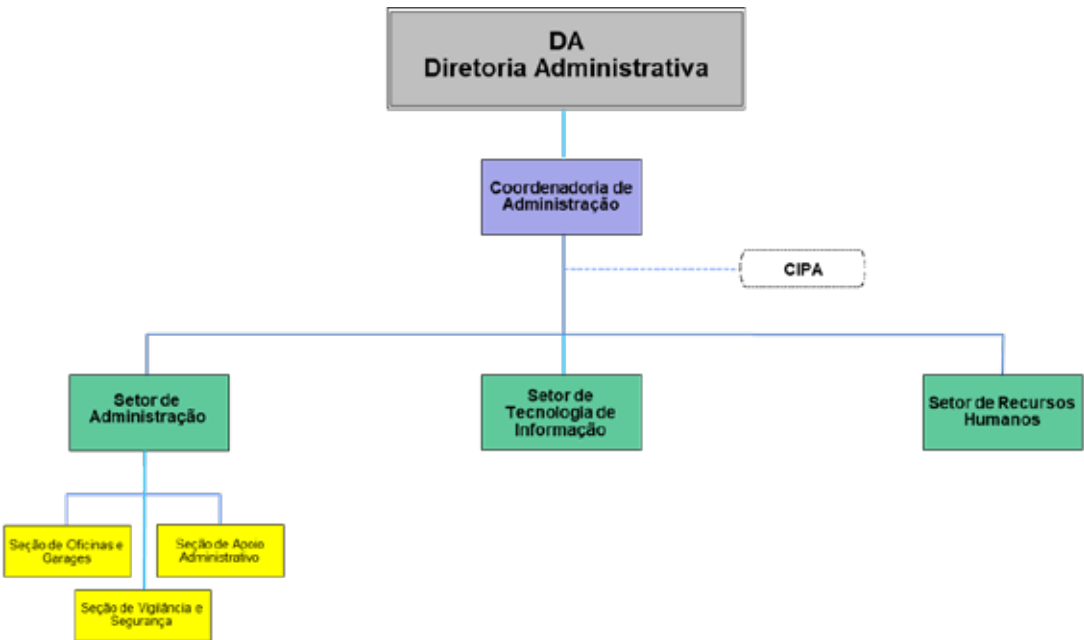 DA
Diretoria Administrativa
Coordenadoria de
Administração
CIPA
Setor de
Administração
Setor de
Tecnologia de
Informação
Setor de Recursos
Humanos
Seção de Oficinas e
Garages
Seção de Apoio
Administrativo
Seção de Vigilância e
Segurança